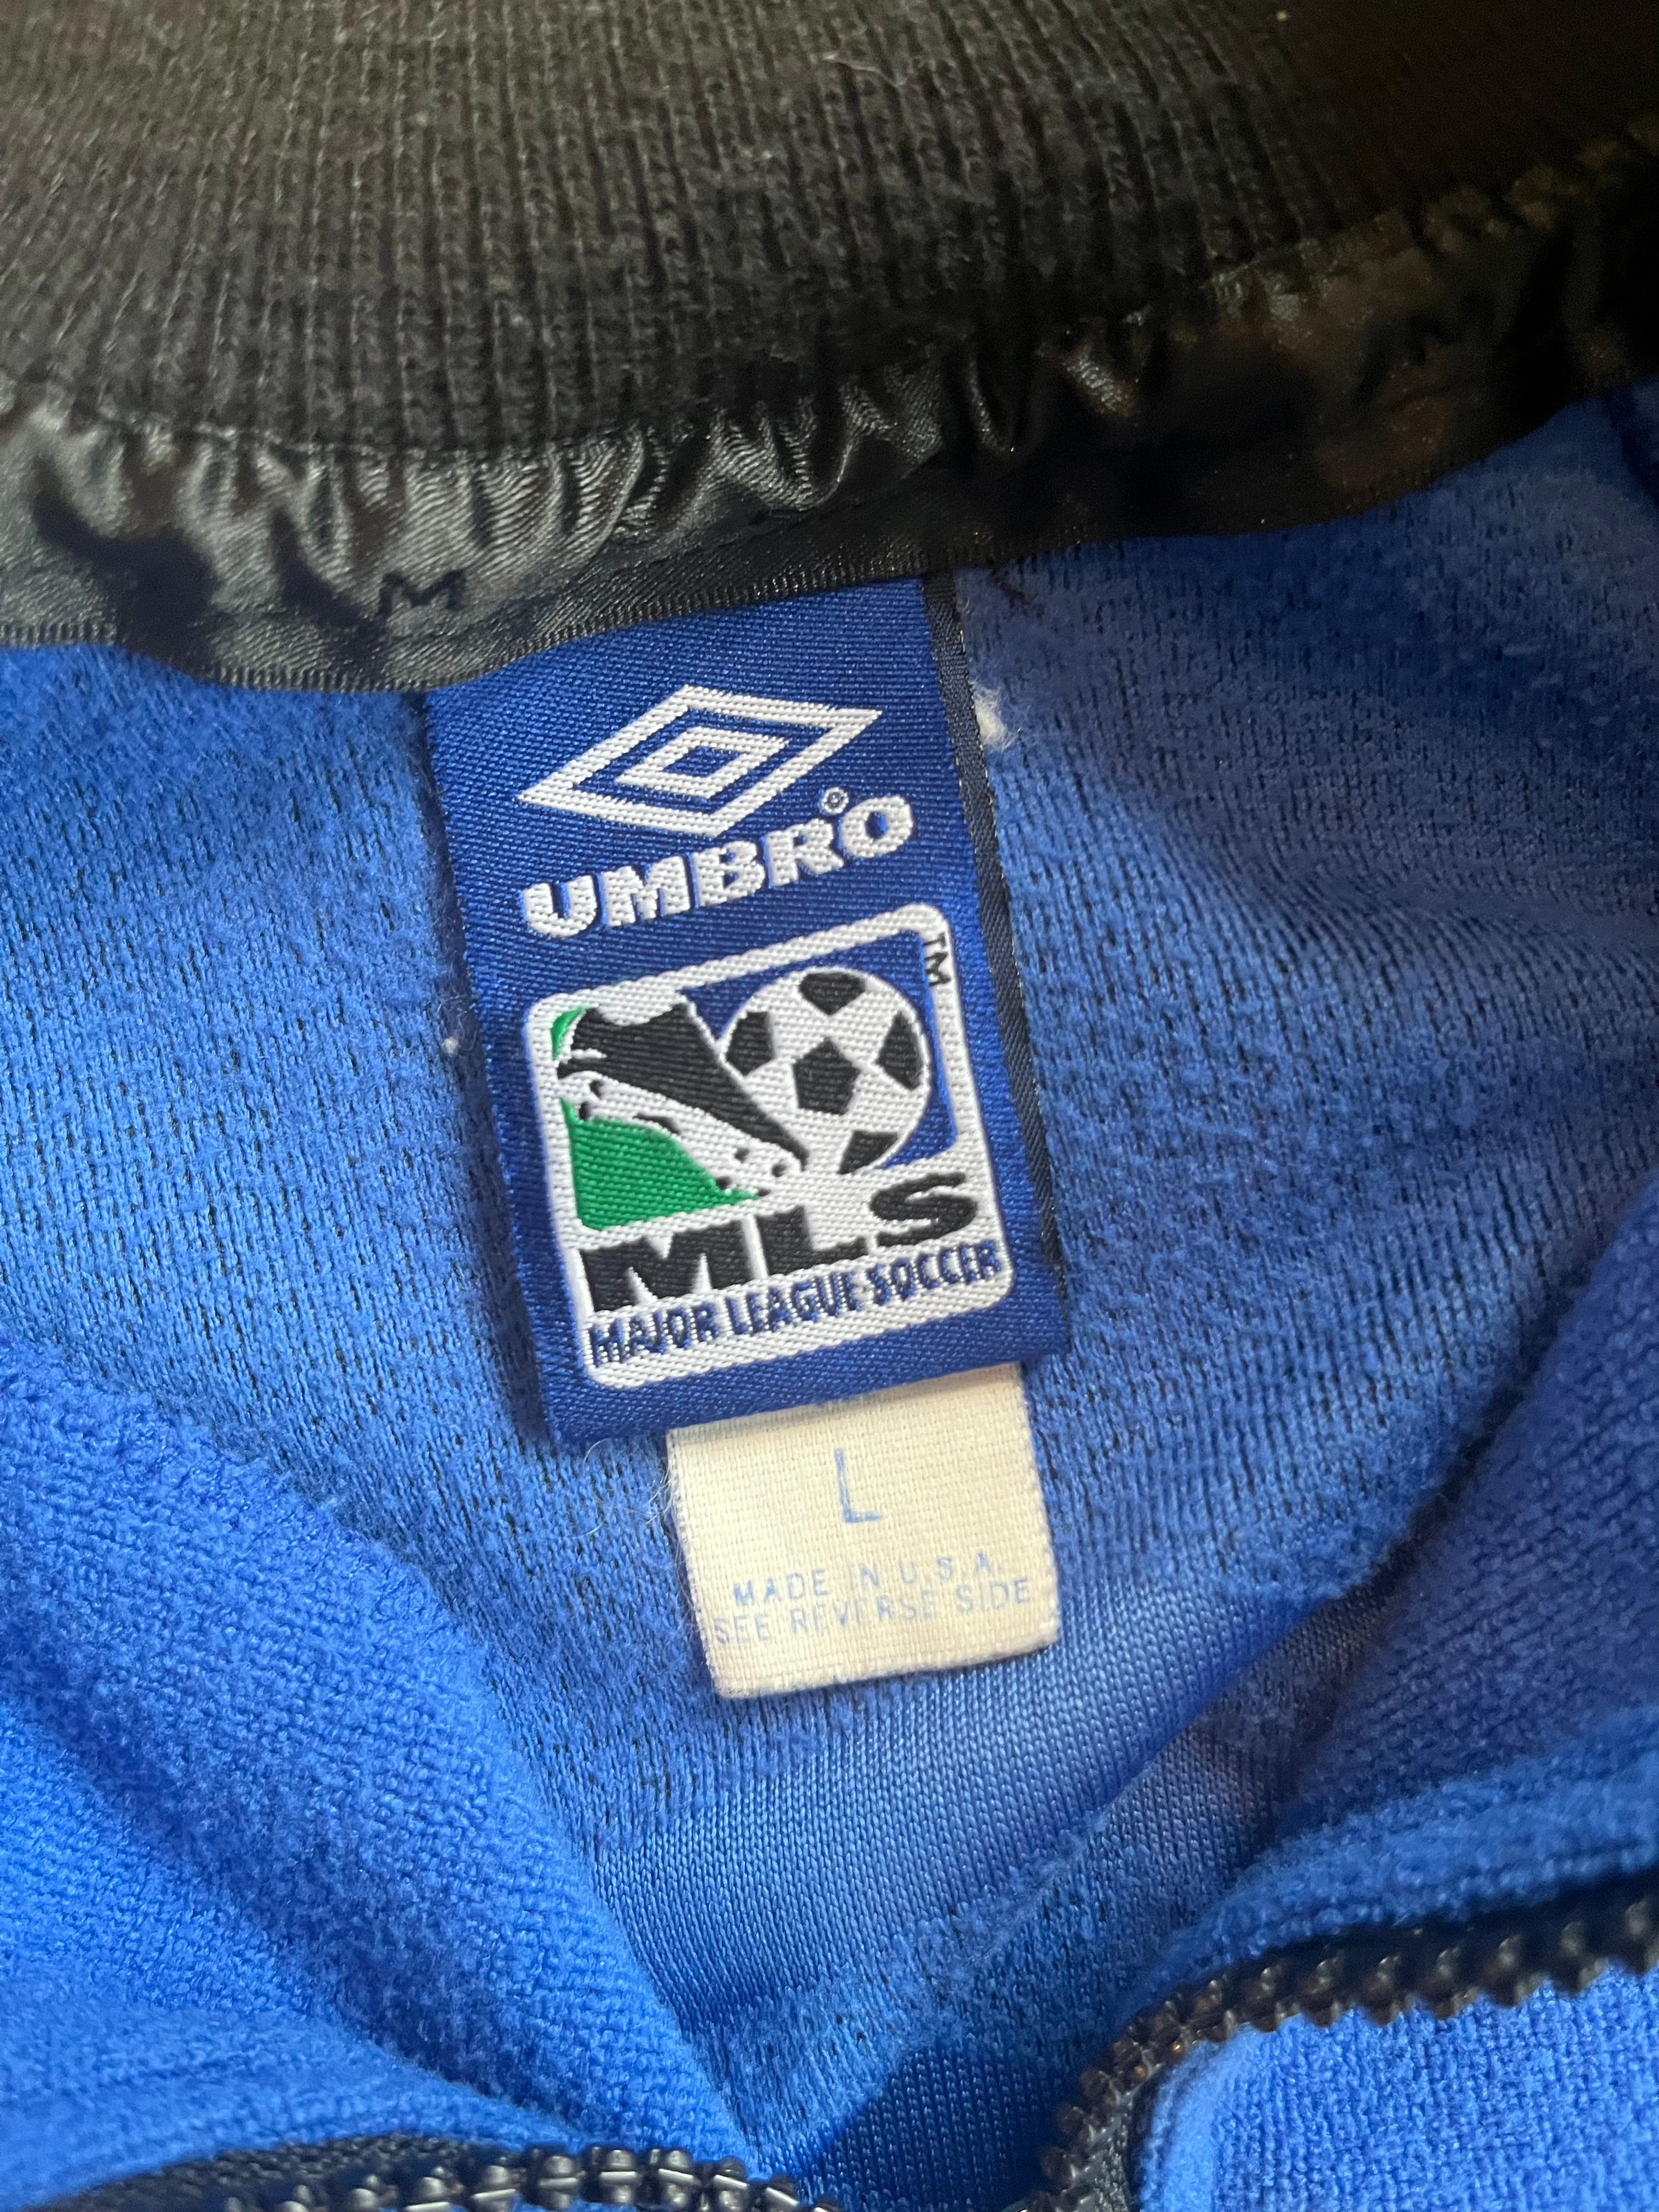 UMBRO®
TM
MLS
MAJOR LEAGUE SOCCER
L
MADE IN U.S.A.
SEE REVERSE SIDE